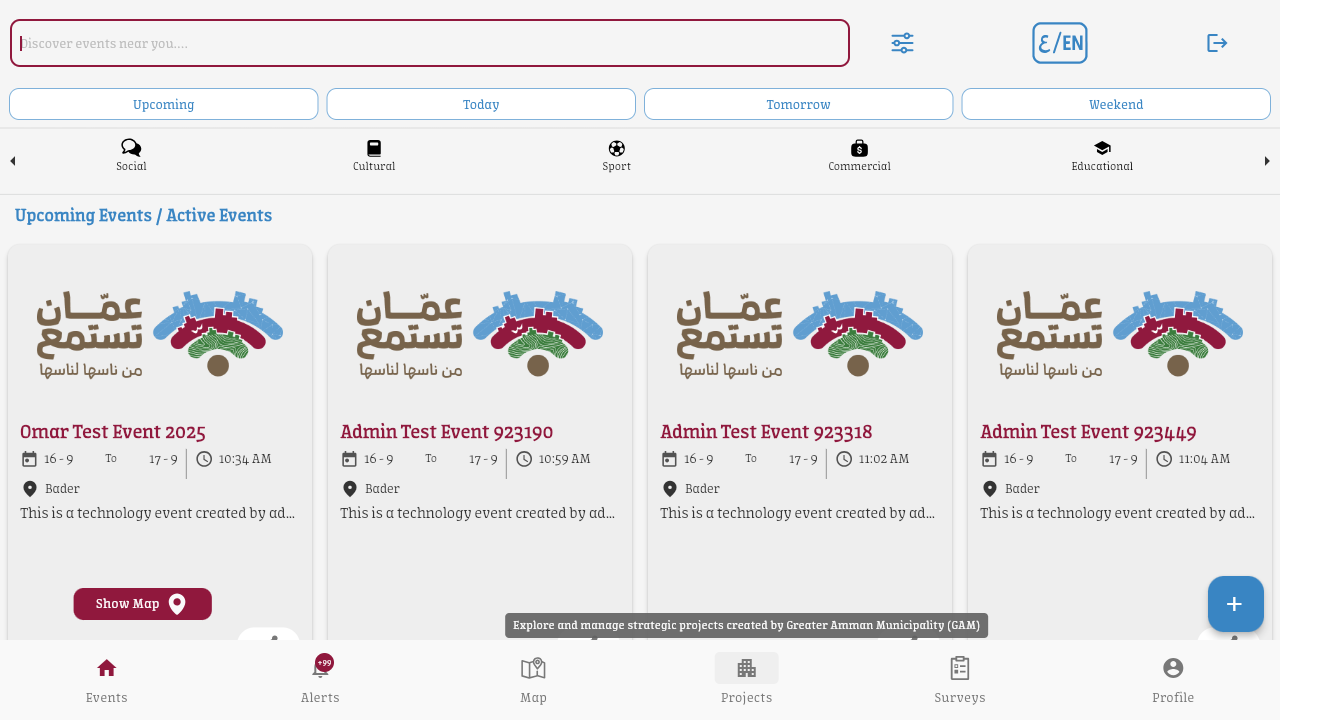 Discover events near you....
ع/EN
Upcoming
Today
Tomorrow
Weekend
Social
Cultural
Sport
Commercial
Educational
Upcoming Events / Active Events
عمّان
تستمع
من ناسها لناسها
Omar Test Event 2025
16 - 9 To 17 - 9 10:34 AM
Bader
This is a technology event created by ad...
Show Map
عمّان
تستمع
من ناسها لناسها
Admin Test Event 923190
16 - 9 To 17 - 9 10:59 AM
Bader
This is a technology event created by ad...
عمّان
تستمع
من ناسها لناسها
Admin Test Event 923318
16 - 9 To 17 - 9 11:02 AM
Bader
This is a technology event created by ad...
عمّان
تستمع
من ناسها لناسها
Admin Test Event 923449
16 - 9 To 17 - 9 11:04 AM
Bader
This is a technology event created by ad...
+
Explore and manage strategic projects created by Greater Amman Municipality (GAM)
Events
+99
Alerts
Map
Projects
Surveys
Profile